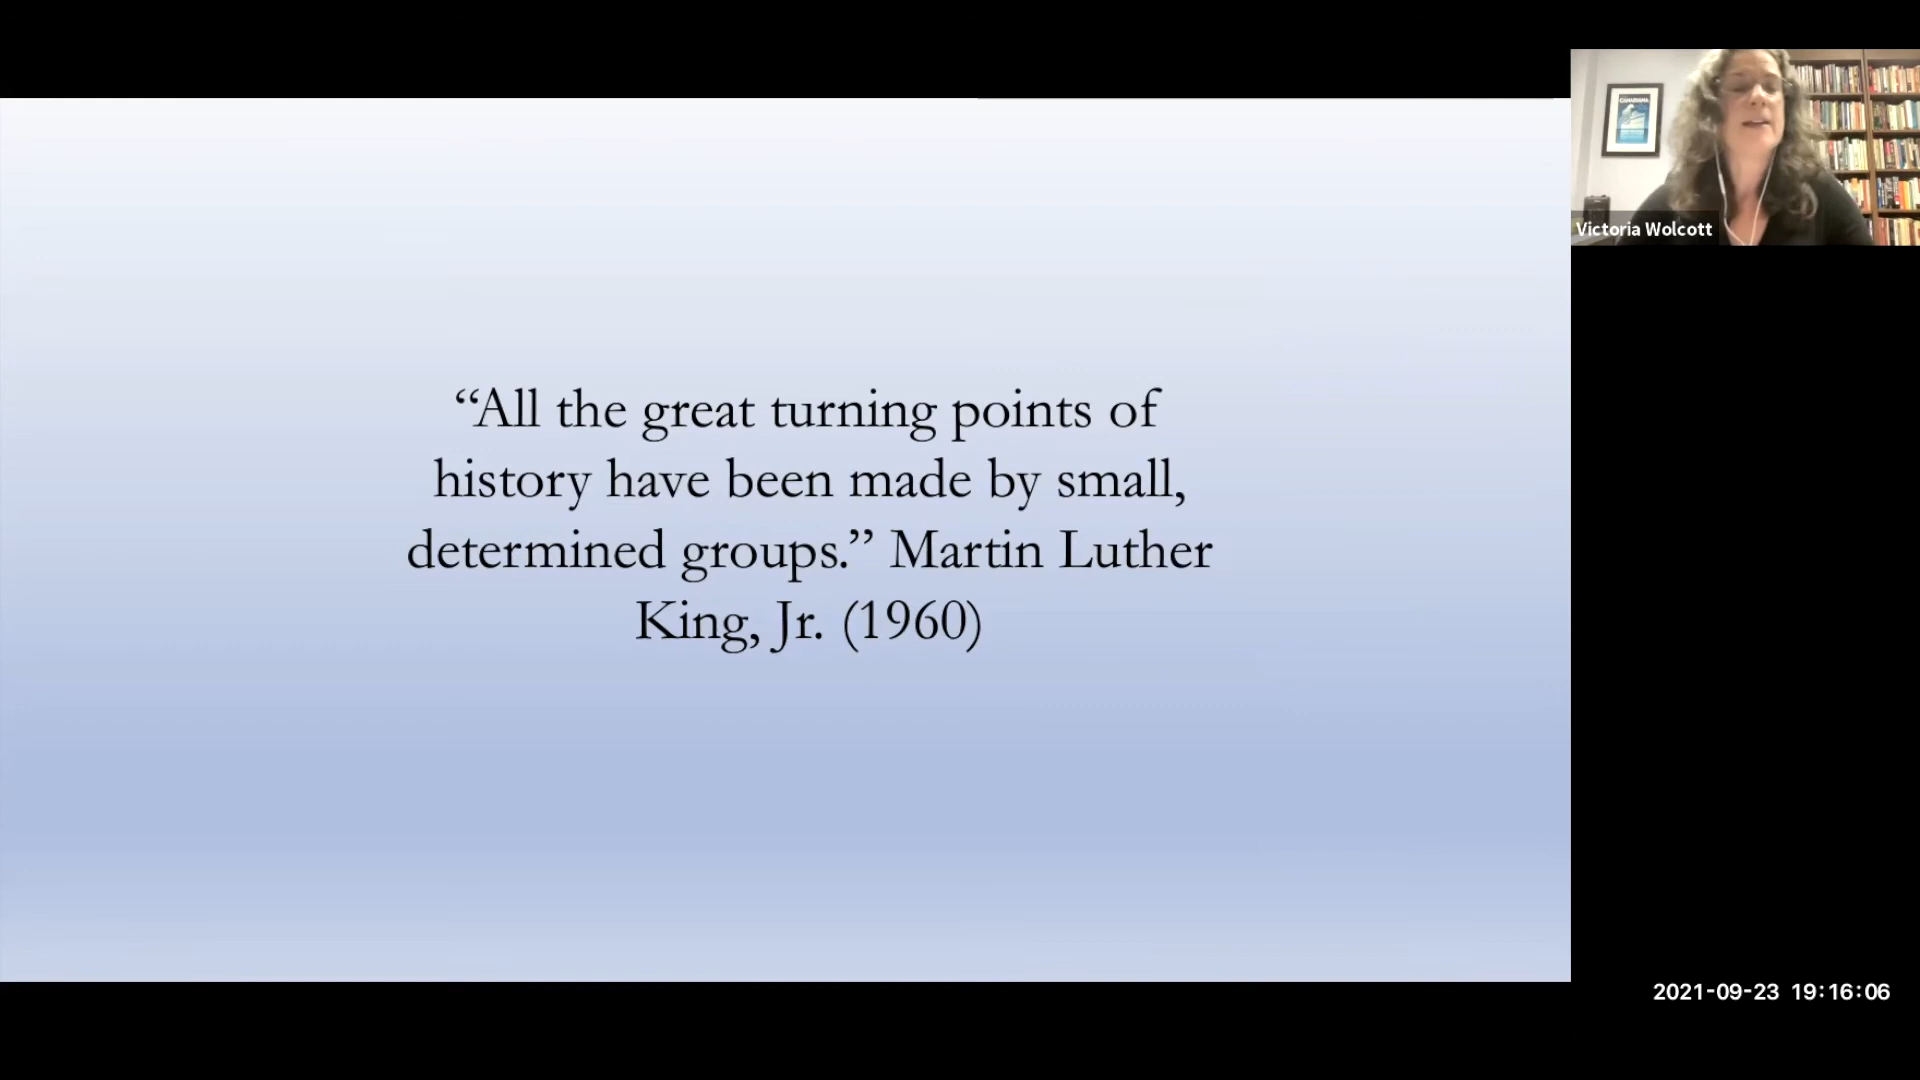 “All the great turning points of
history have been made by small,
determined groups.” Martin Luther
King, Jr. (1960)
CANADIANA
Victoria Wolcott
2021-09-23 19:16:06